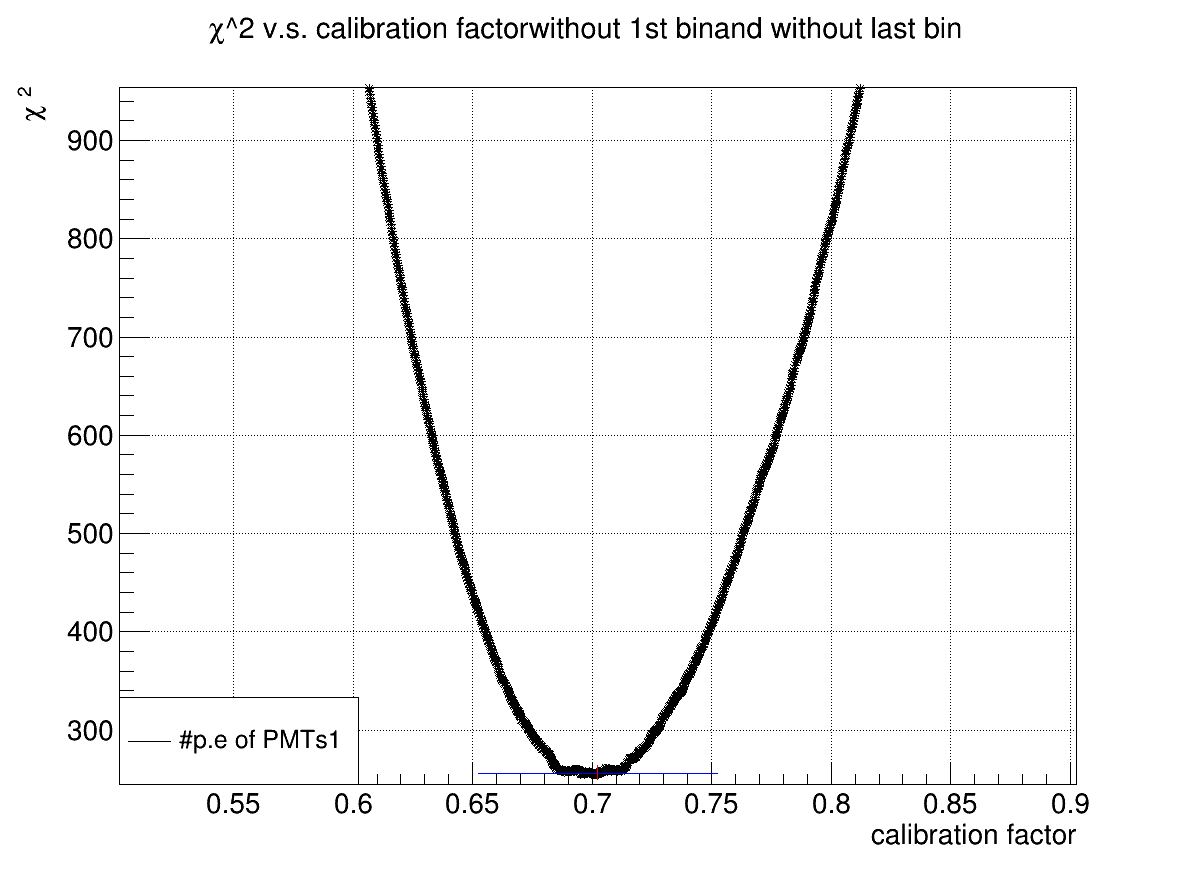 χ^2 v.s. calibration factorwithout 1st binand without last bin
χ 2
900
800
700
600
500
400
300
#p.e of PMTs1
0.55 0.6 0.65 0.7 0.75 0.8 0.85 0.9
calibration factor